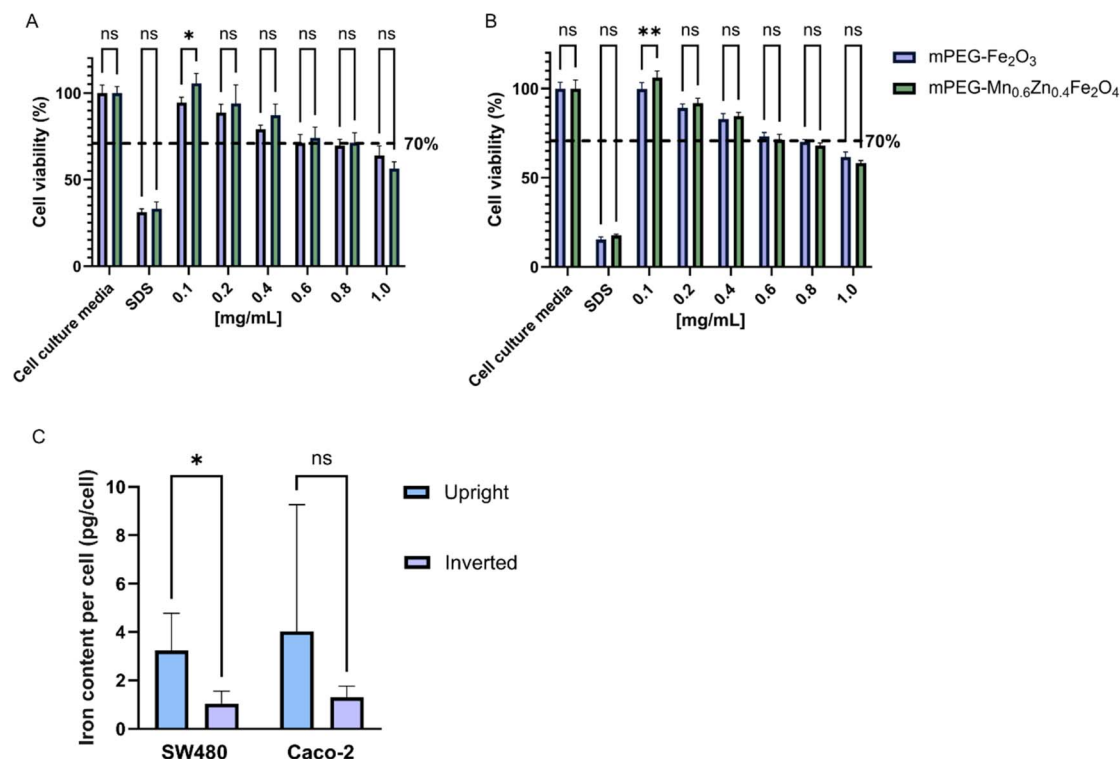 A
ns ns * ns ns ns ns ns
Cell viability (%)
100
50
0
70%
Cell culture media SDS 0.1 0.2 0.4 0.6 0.8 1.0
[mg/mL]
B
ns ns ** ns ns ns ns ns
Cell viability (%)
100
50
0
70%
Cell culture media SDS 0.1 0.2 0.4 0.6 0.8 1.0
[mg/mL]
mPEG-Fe₂O₃
mPEG-Mn₀.₆Zn₀.₄Fe₂O₄
C
* ns
Iron content per cell (pg/cell)
10
8
6
4
2
0
SW480 Caco-2
Upright
Inverted